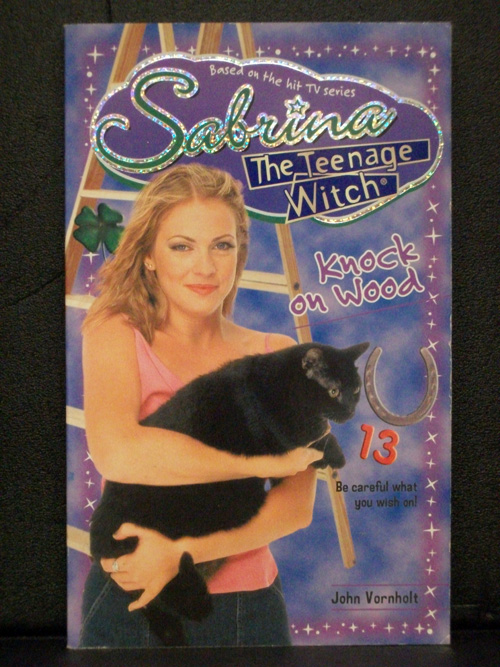 Based on the hit TV series
Sabrina
The Teenage
Witch®
Knock
on Wood
13
Be careful what
you wish on!
John Vornholt